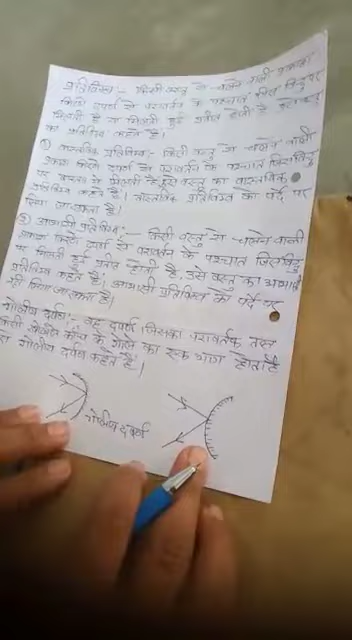 प्रतिबिम्ब :- किसी वस्तु से चलने वाली प्रकाश
किरणें दर्पण से परावर्तन के पश्चात जिस बिंदु पर
मिलती है या मिलती हुई प्रतीत होती है उसे वस्तु
का प्रतिबिम्ब कहते है।
① वास्तविक प्रतिबिम्ब - किसी वस्तु से चलने वाली
प्रकाश किरणें दर्पण से परावर्तन के पश्चात जिस बिंदु
पर वास्तव में मिलती है उसे वस्तु का वास्तविक
प्रतिबिम्ब कहते है। वास्तविक प्रतिबिम्ब को पर्दे पर
लिया जा सकता है।
② आभासी प्रतिबिम्ब :- किसी वस्तु से चलने वाली
प्रकाश किरणें दर्पण से परावर्तन के पश्चात जिस बिंदु
पर मिलती हुई प्रतीत होती है, उसे वस्तु का आभासी
प्रतिबिम्ब कहते है। आभासी प्रतिबिम्ब को पर्दे पर
नहीं लिया जा सकता है।
गोलीय दर्पण:- वह दर्पण जिसका परावर्तक तल
किसी खोखले काँच के गोले का एक भाग होता है
गोलीय दर्पण कहते है।
गोलीय दर्पण